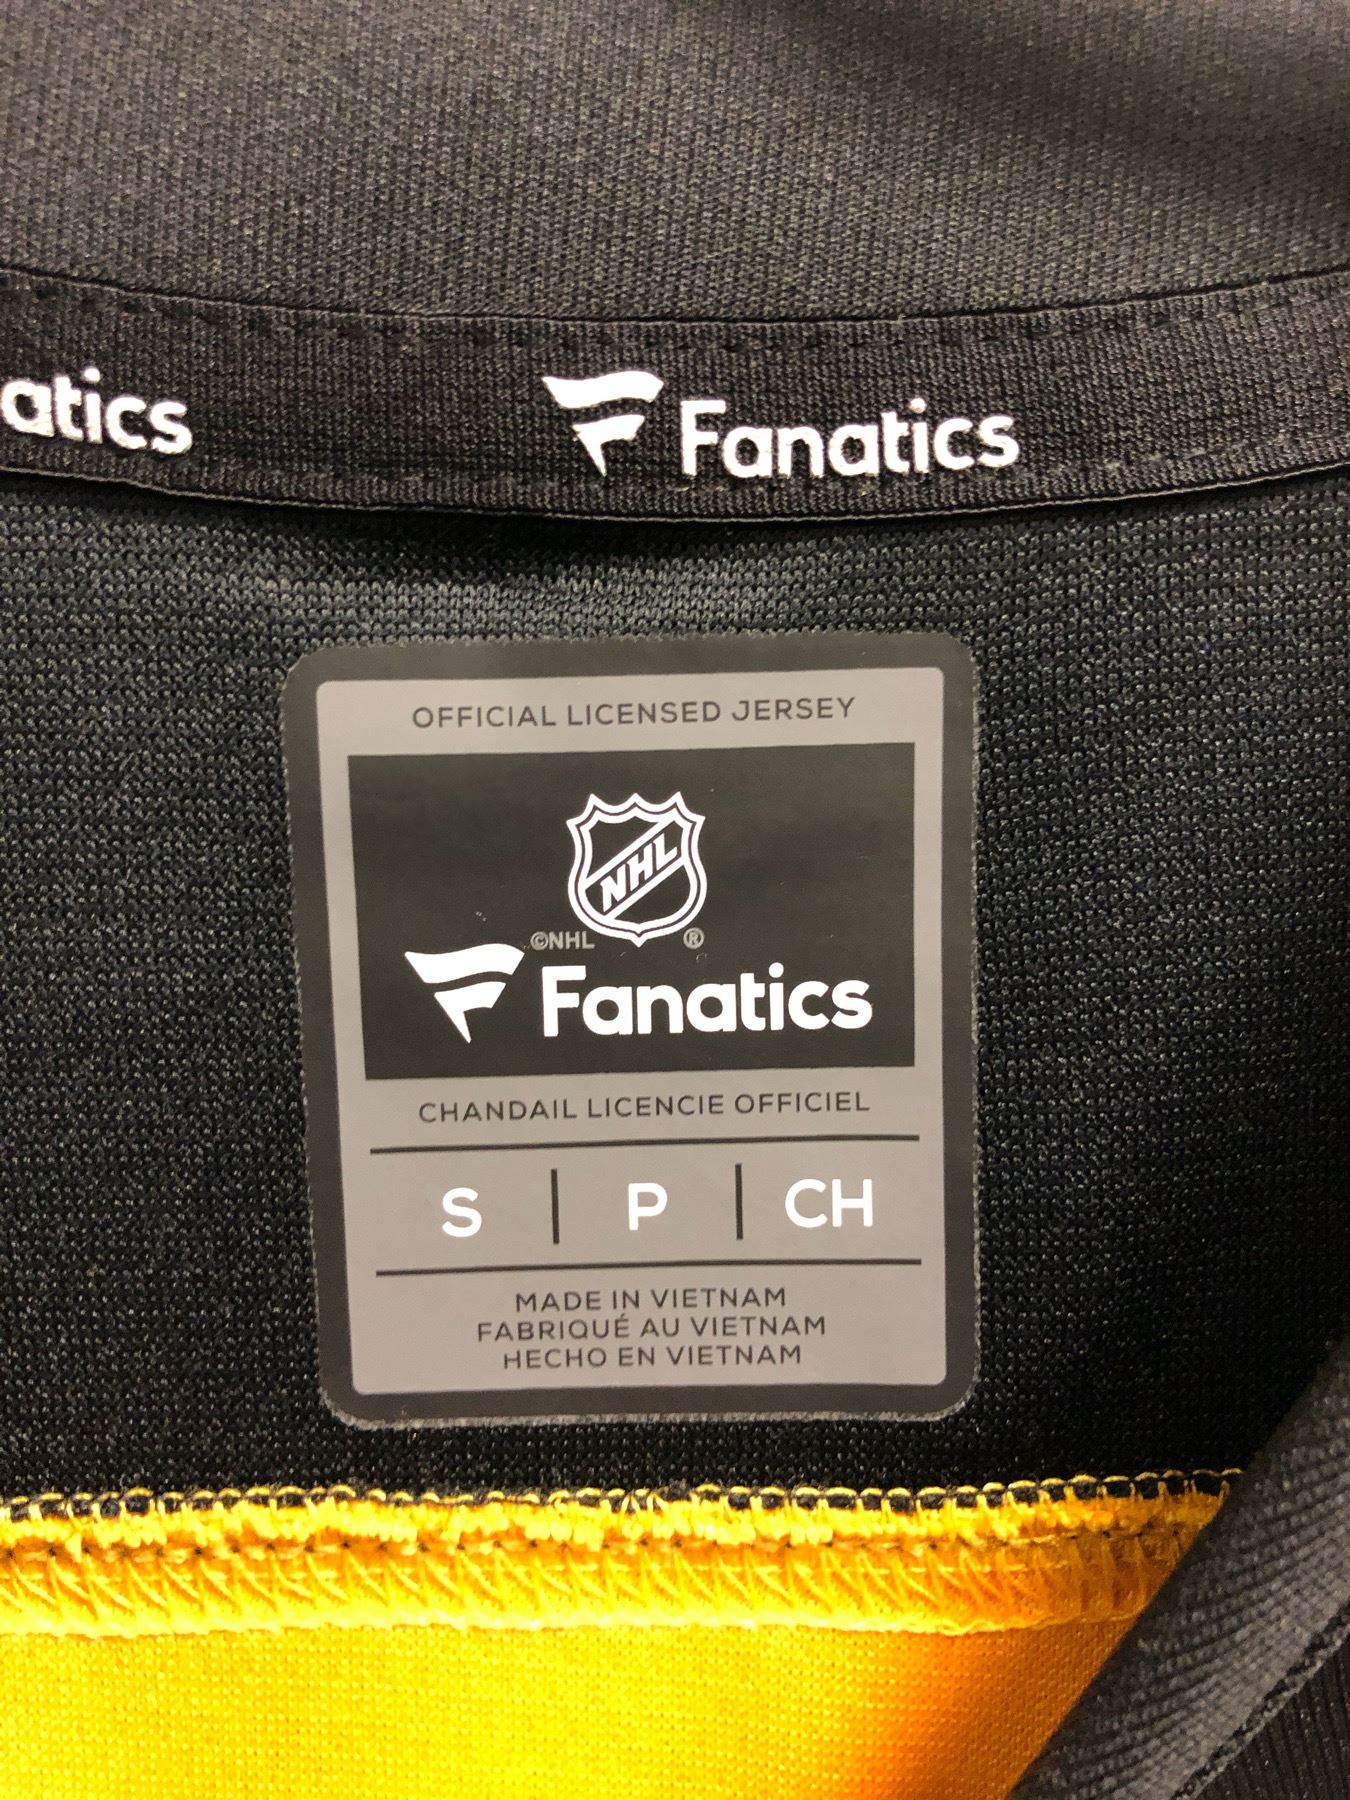 atics Fanatics
OFFICIAL LICENSED JERSEY
NHL
©NHL ®
Fanatics
CHANDAIL LICENCIE OFFICIEL
S | P | CH
MADE IN VIETNAM
FABRIQUÉ AU VIETNAM
HECHO EN VIETNAM